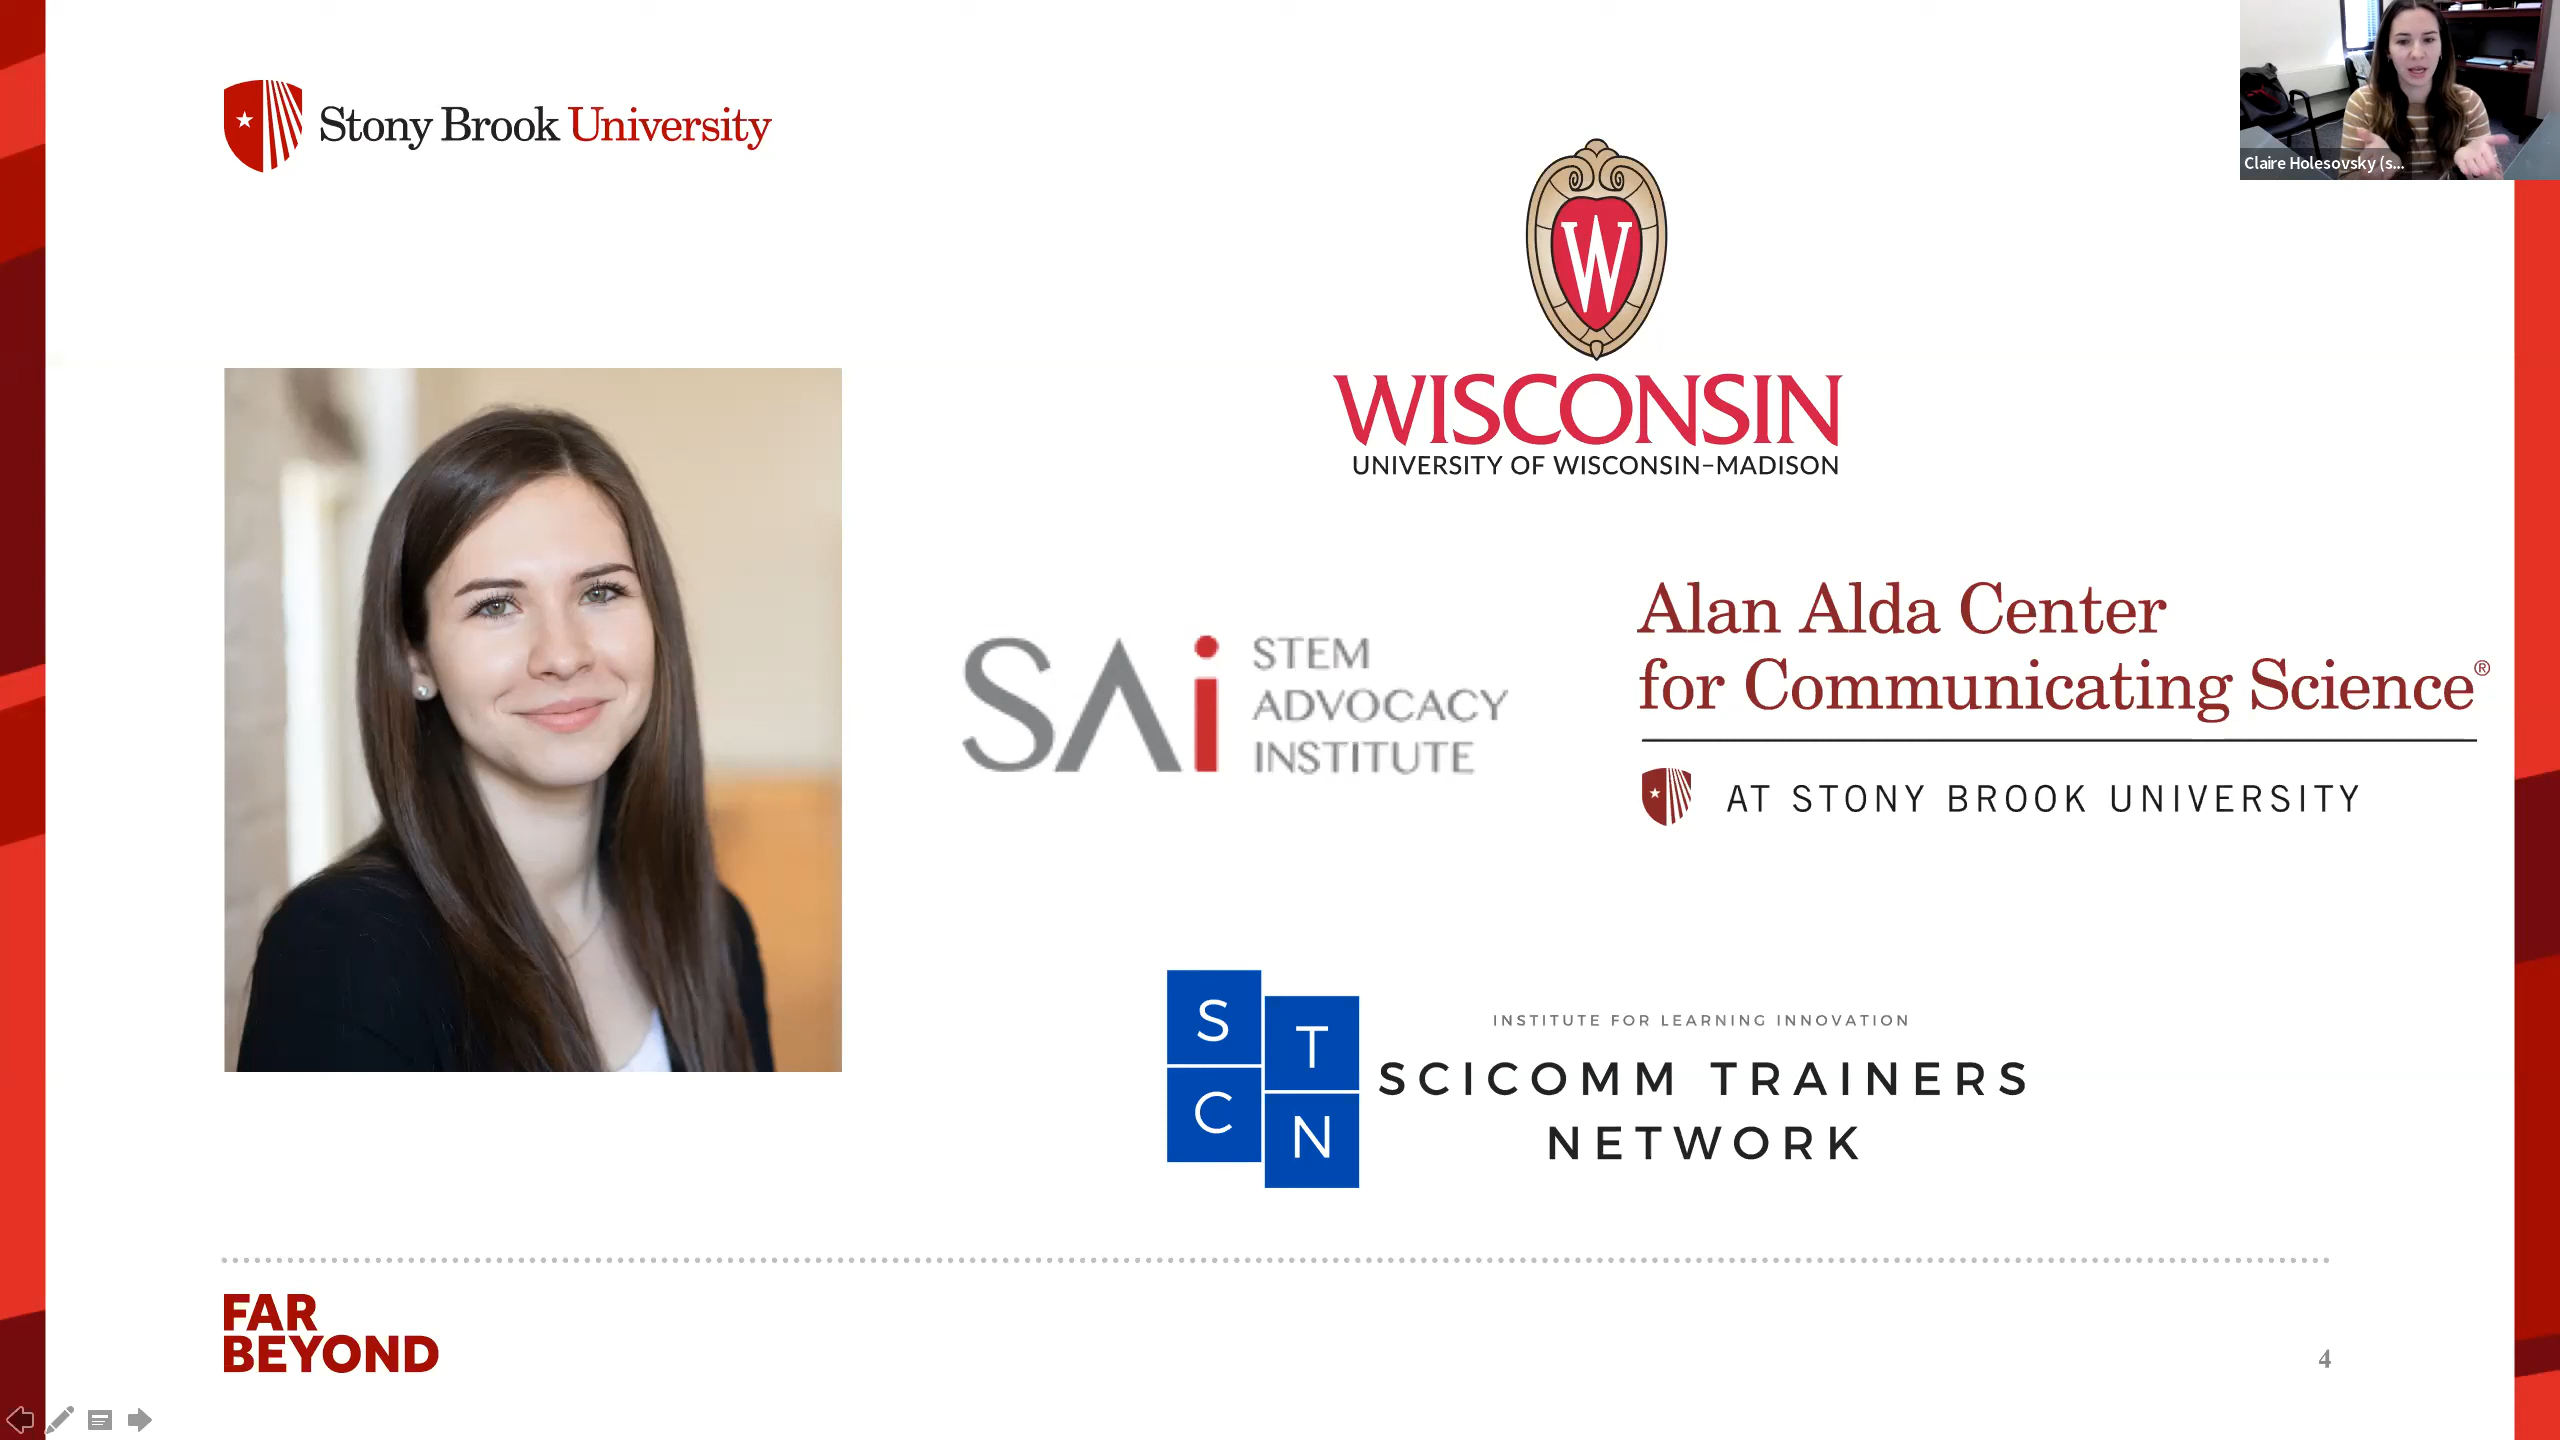 Stony Brook University
Claire Holesovsky (s...
W
WISCONSIN
UNIVERSITY OF WISCONSIN–MADISON
SAi
STEM
ADVOCACY
INSTITUTE
Alan Alda Center
for Communicating Science®
AT STONY BROOK UNIVERSITY
S
T
C
N
INSTITUTE FOR LEARNING INNOVATION
SCICOMM TRAINERS
NETWORK
FAR
BEYOND
4